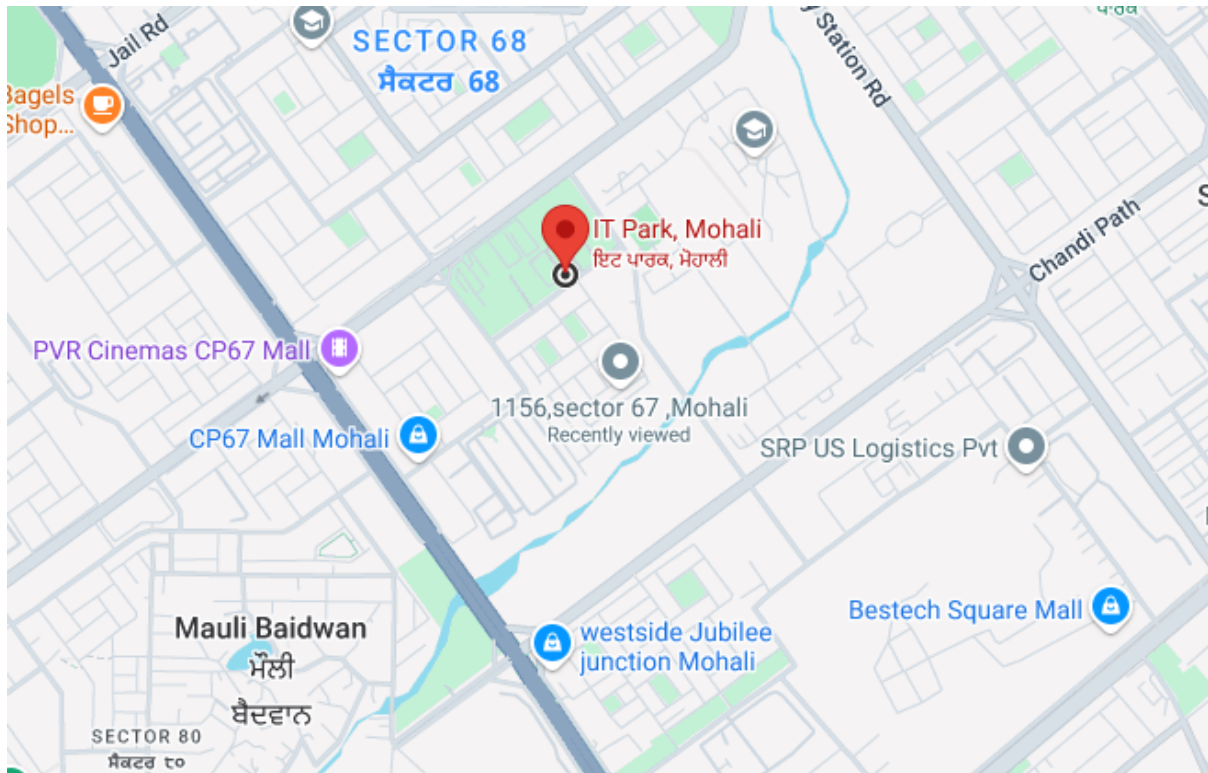 ਪਾਰਕ
Jail Rd
SECTOR 68
ਸੈਕਟਰ 68
Station Rd
Bagels
Shop...
Chandi Path
IT Park, Mohali
ਇਟ ਪਾਰਕ, ਮੋਹਾਲੀ
PVR Cinemas CP67 Mall
1156,sector 67 ,Mohali
Recently viewed
CP67 Mall Mohali
SRP US Logistics Pvt
Bestech Square Mall
Mauli Baidwan
ਮੌਲੀ
ਬੈਦਵਾਨ
westside Jubilee
junction Mohali
SECTOR 80
ਸੈਕਟਰ ੮੦